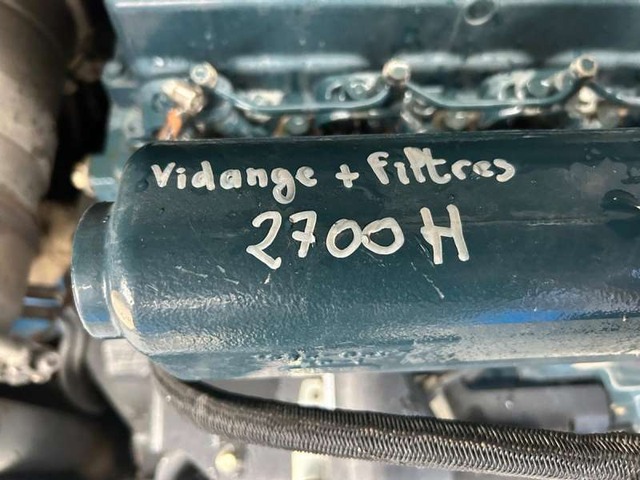 Vidange + Filtres
2700 H